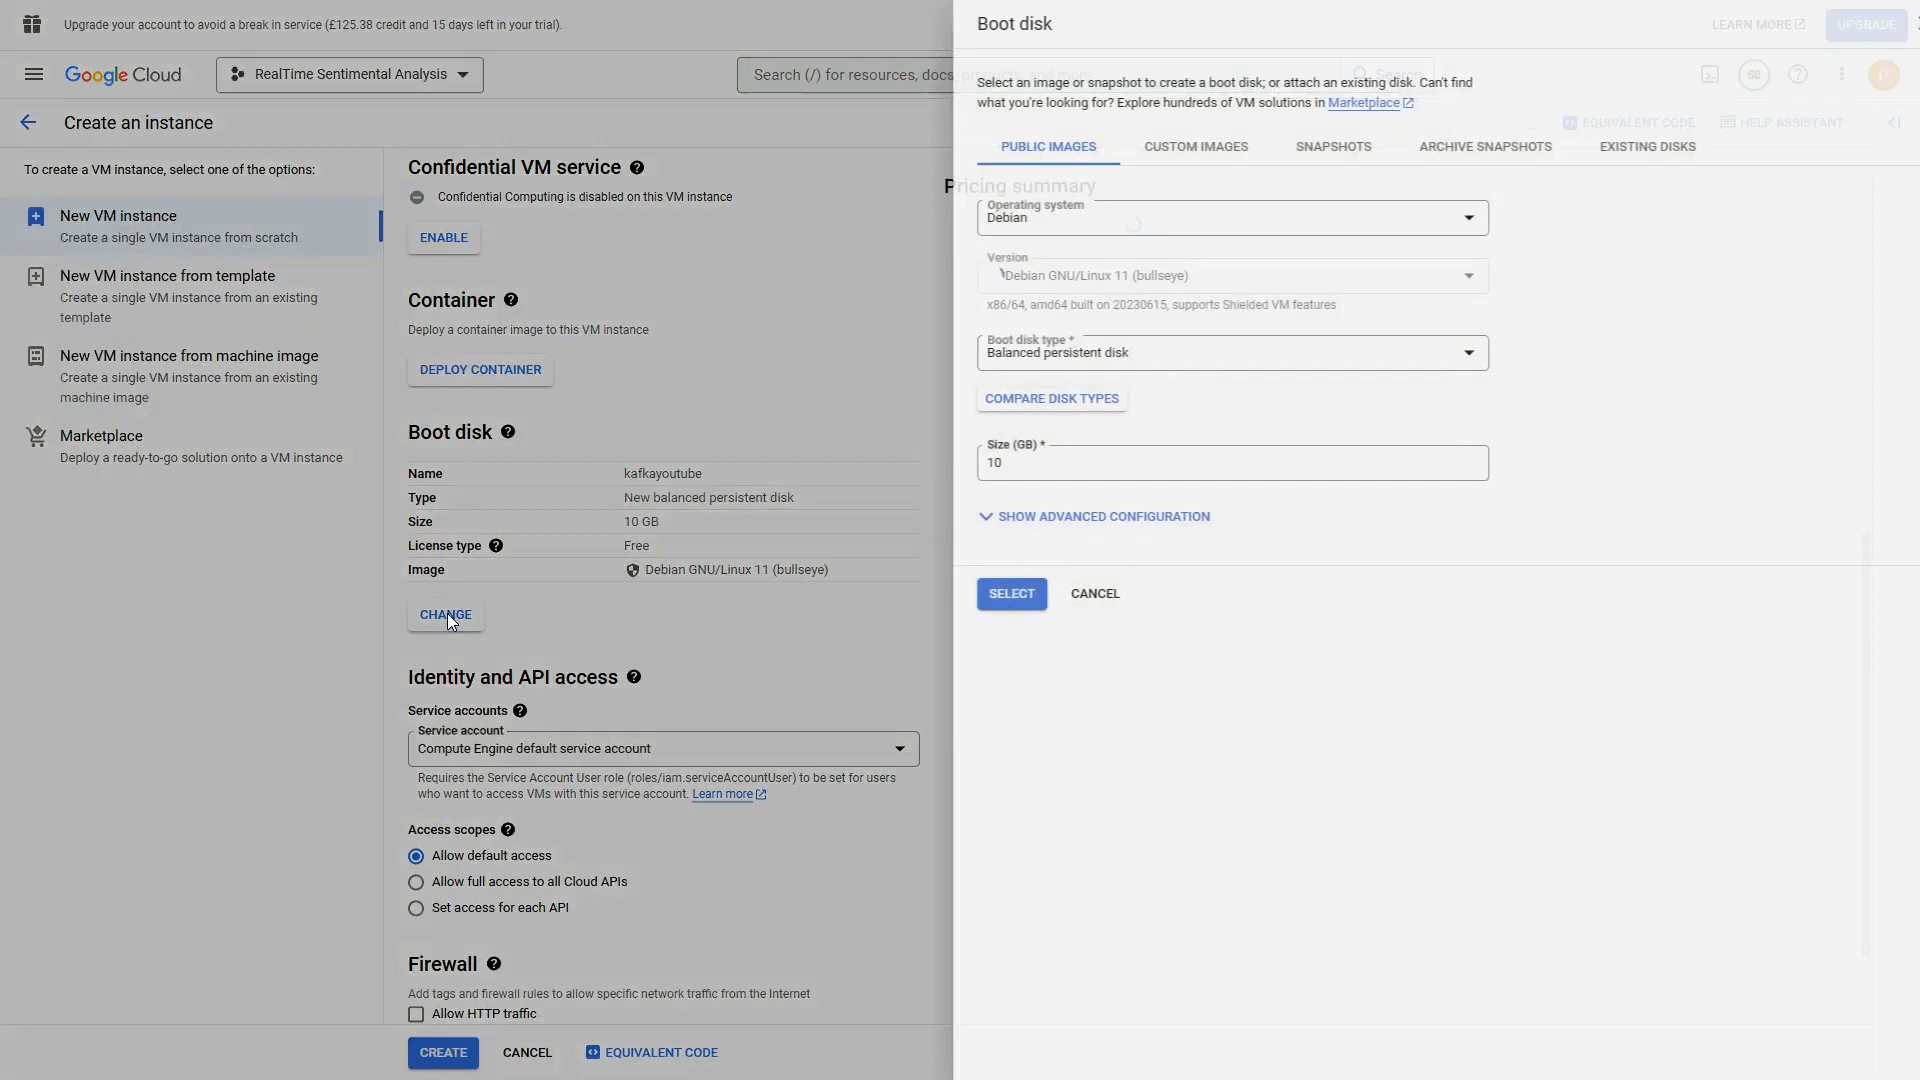 Upgrade your account to avoid a break in service (£125.38 credit and 15 days left in your trial).
Google Cloud
RealTime Sentimental Analysis
Search (/) for resources, docs, products, and more
Search
Create an instance
To create a VM instance, select one of the options:
New VM instance
Create a single VM instance from scratch
New VM instance from template
Create a single VM instance from an existing
template
New VM instance from machine image
Create a single VM instance from an existing
machine image
Marketplace
Deploy a ready-to-go solution onto a VM instance
Confidential VM service
Confidential Computing is disabled on this VM instance
ENABLE
Container
Deploy a container image to this VM instance
DEPLOY CONTAINER
Boot disk
Name kafkayoutube
Type New balanced persistent disk
Size 10 GB
License type Free
Image Debian GNU/Linux 11 (bullseye)
CHANGE
Identity and API access
Service accounts
Service account
Compute Engine default service account
Requires the Service Account User role (roles/iam.serviceAccountUser) to be set for users
who want to access VMs with this service account. Learn more
Access scopes
Allow default access
Allow full access to all Cloud APIs
Set access for each API
Firewall
Add tags and firewall rules to allow specific network traffic from the Internet
Allow HTTP traffic
CREATE CANCEL EQUIVALENT CODE
Boot disk
LEARN MORE UPGRADE
Select an image or snapshot to create a boot disk; or attach an existing disk. Can't find
what you're looking for? Explore hundreds of VM solutions in Marketplace
EQUIVALENT CODE HELP ASSISTANT
PUBLIC IMAGES CUSTOM IMAGES SNAPSHOTS ARCHIVE SNAPSHOTS EXISTING DISKS
Pricing summary
Operating system
Debian
Version
Debian GNU/Linux 11 (bullseye)
x86/64, amd64 built on 20230615, supports Shielded VM features
Boot disk type *
Balanced persistent disk
COMPARE DISK TYPES
Size (GB) *
10
SHOW ADVANCED CONFIGURATION
SELECT CANCEL